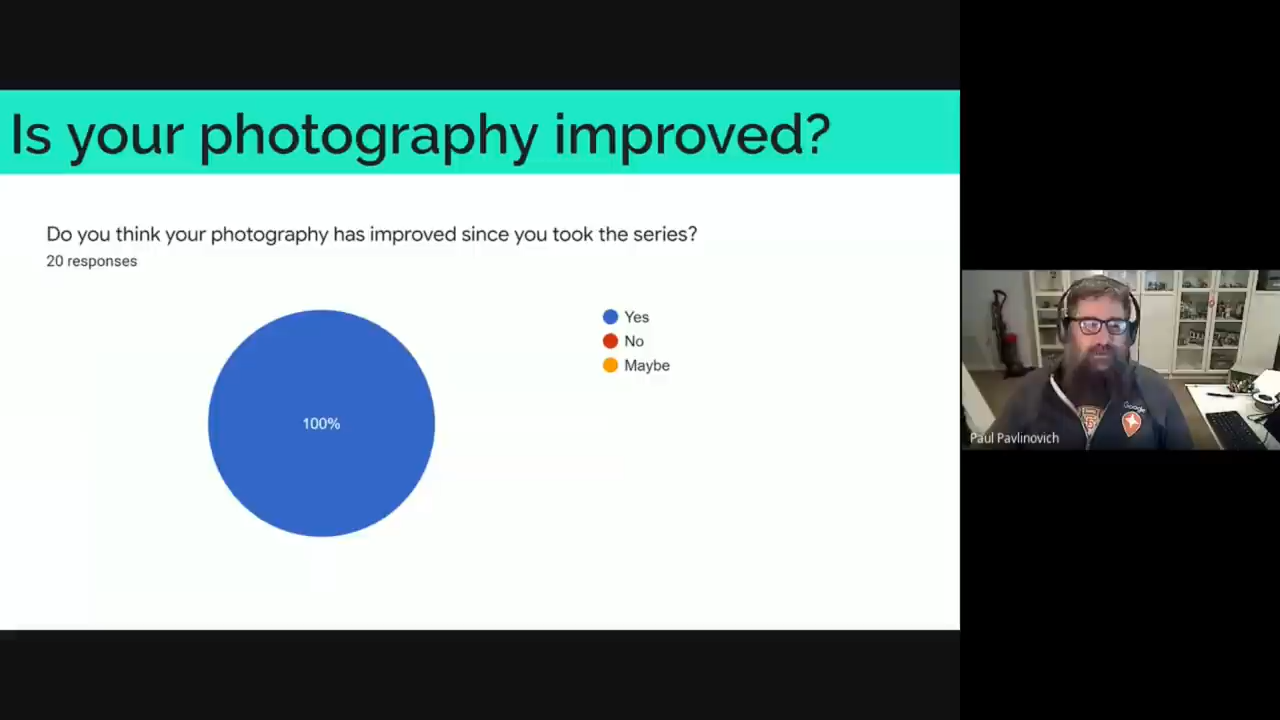 Is your photography improved?
Do you think your photography has improved since you took the series?
20 responses
100%
Yes
No
Maybe
Google
Paul Pavlinovich